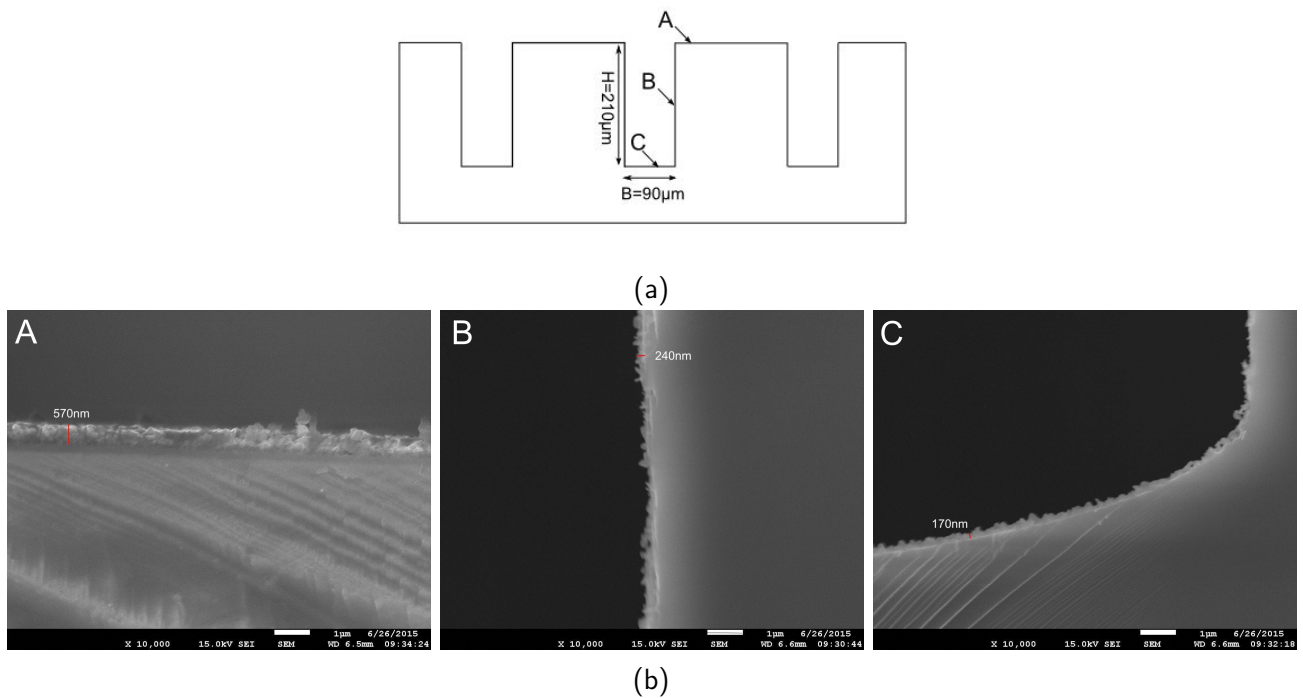 A
H=210μm
B
C
B=90μm
(a)
A
570nm
X 10,000 15.0kV SEI SEM 1μm 6/26/2015 WD 6.5mm 09:34:24
B
240nm
X 10,000 15.0kV SEI SEM 1μm 6/26/2015 WD 6.6mm 09:30:44
C
170nm
X 10,000 15.0kV SEI SEM 1μm 6/26/2015 WD 6.6mm 09:32:18
(b)